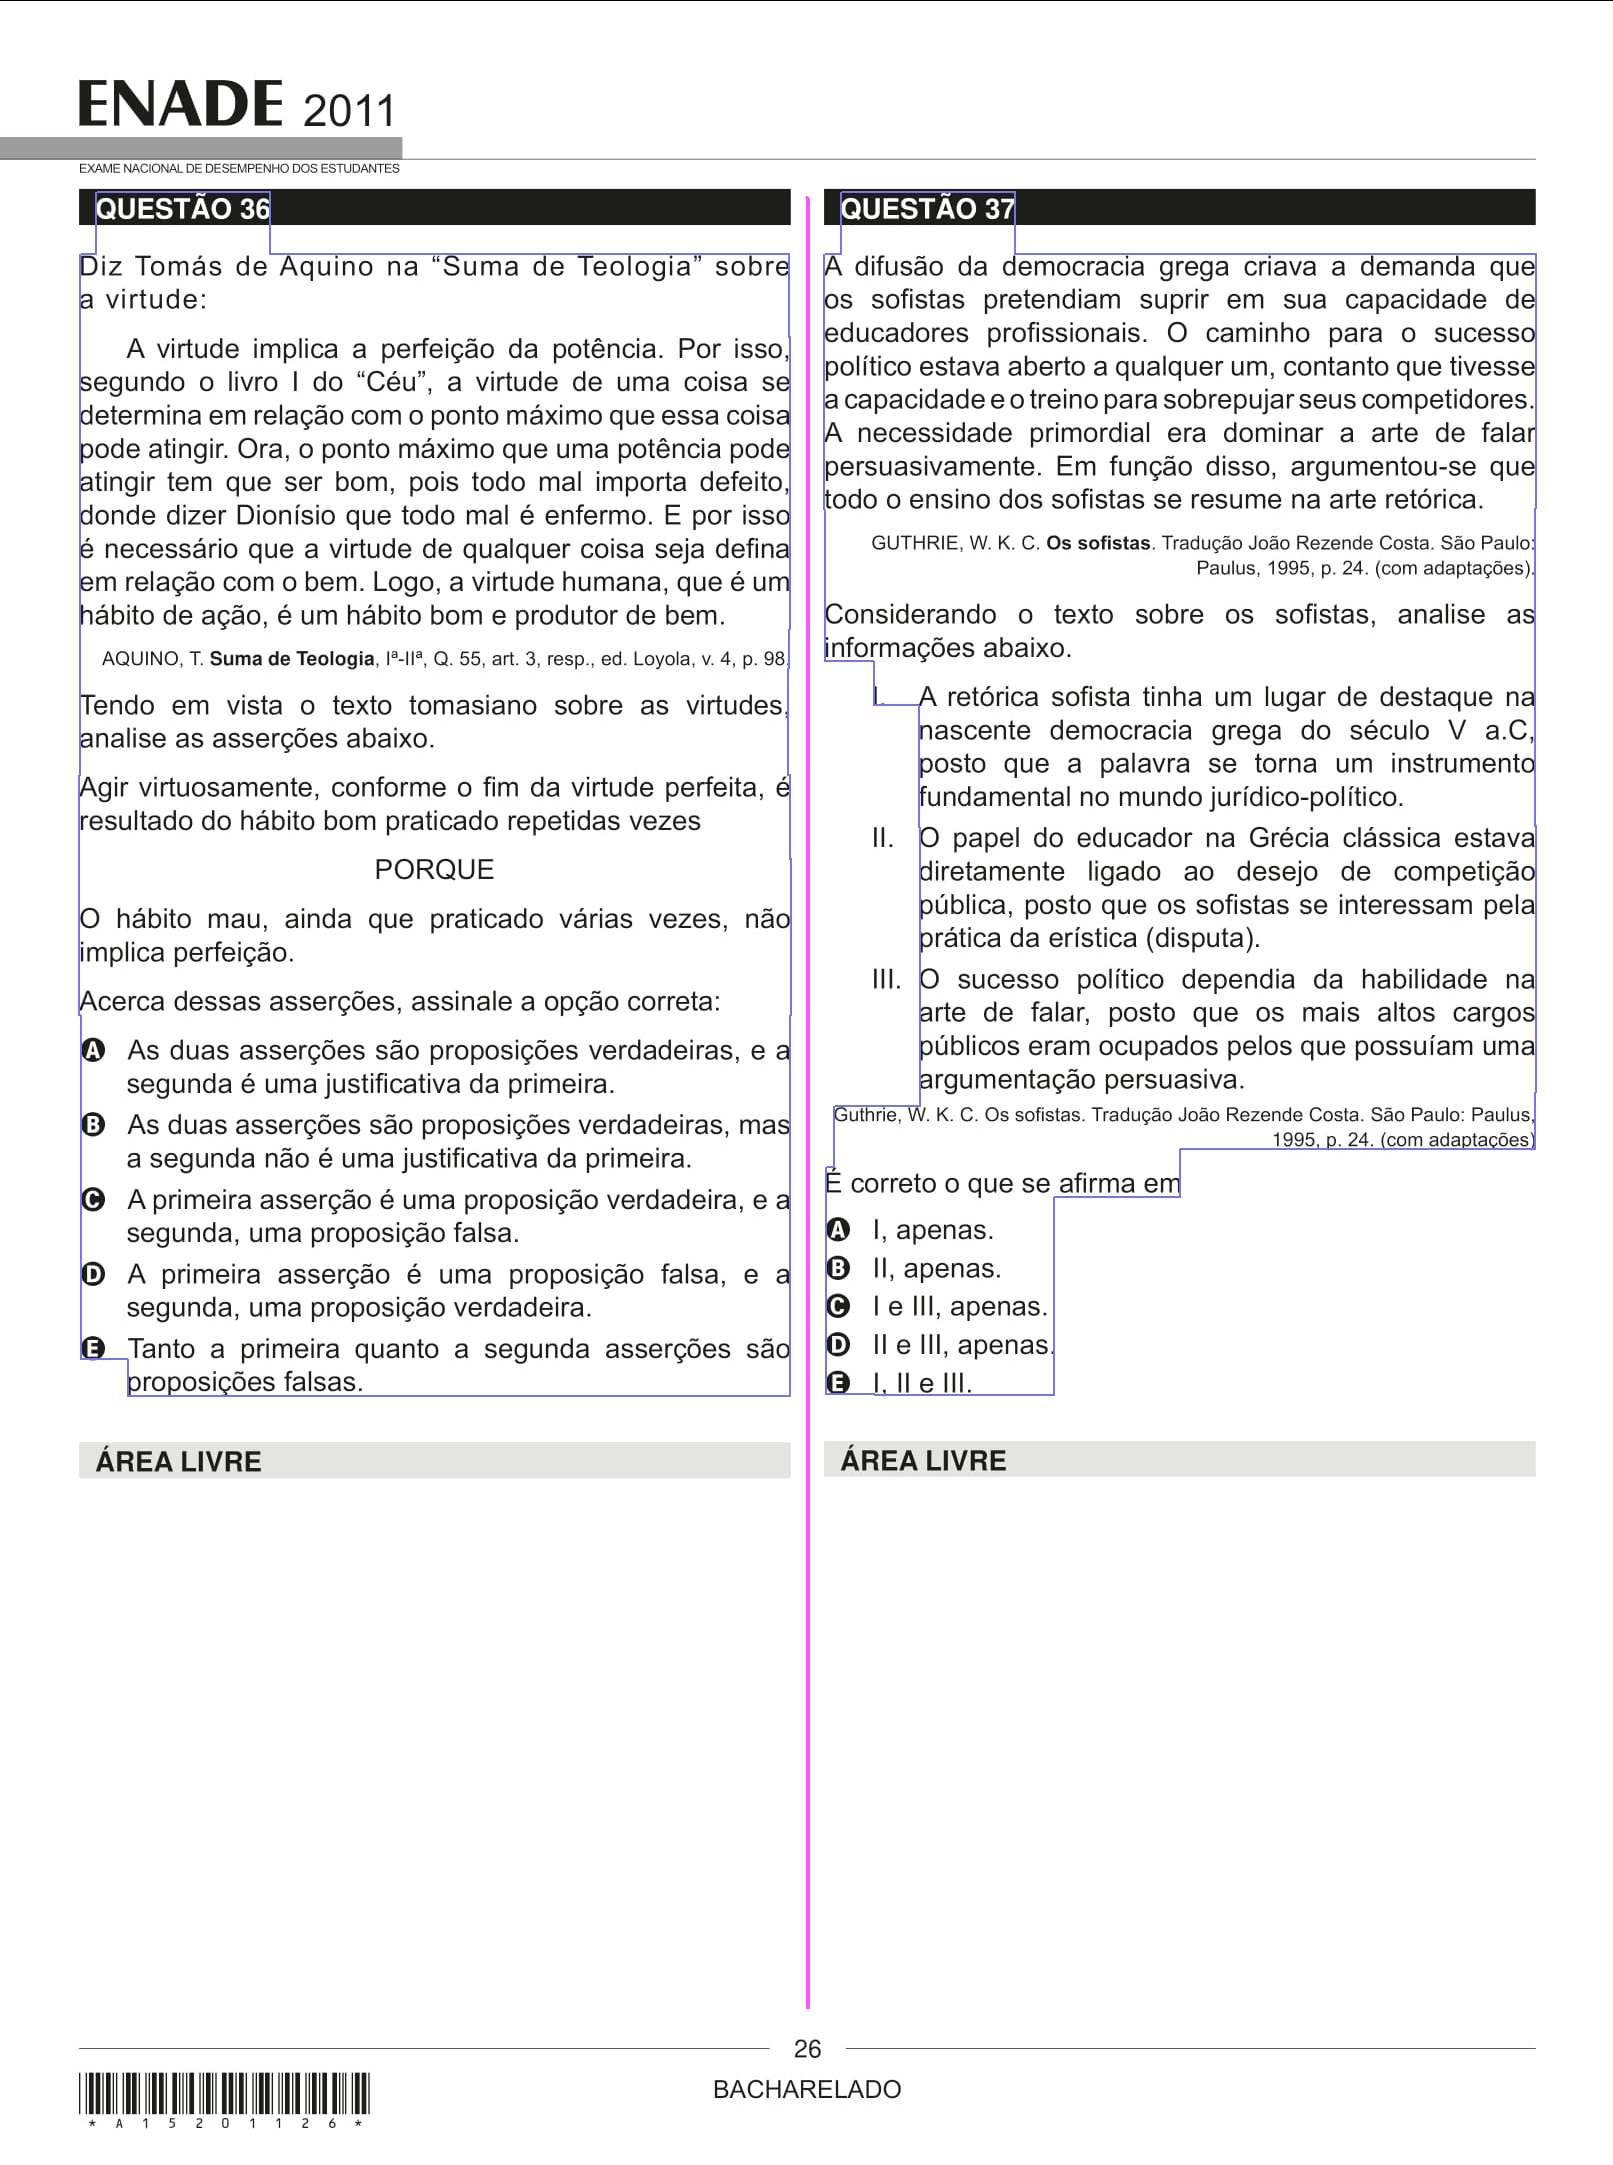 ENADE 2011
EXAME NACIONAL DE DESEMPENHO DOS ESTUDANTES
QUESTÃO 36
Diz Tomás de Aquino na “Suma de Teologia” sobre
a virtude:
A virtude implica a perfeição da potência. Por isso,
segundo o livro I do “Céu”, a virtude de uma coisa se
determina em relação com o ponto máximo que essa coisa
pode atingir. Ora, o ponto máximo que uma potência pode
atingir tem que ser bom, pois todo mal importa defeito,
donde dizer Dionísio que todo mal é enfermo. E por isso
é necessário que a virtude de qualquer coisa seja defina
em relação com o bem. Logo, a virtude humana, que é um
hábito de ação, é um hábito bom e produtor de bem.
AQUINO, T. Suma de Teologia, Iª-IIª, Q. 55, art. 3, resp., ed. Loyola, v. 4, p. 98.
Tendo em vista o texto tomasiano sobre as virtudes,
analise as asserções abaixo.
Agir virtuosamente, conforme o fim da virtude perfeita, é
resultado do hábito bom praticado repetidas vezes
PORQUE
O hábito mau, ainda que praticado várias vezes, não
implica perfeição.
Acerca dessas asserções, assinale a opção correta:
A As duas asserções são proposições verdadeiras, e a
segunda é uma justificativa da primeira.
B As duas asserções são proposições verdadeiras, mas
a segunda não é uma justificativa da primeira.
C A primeira asserção é uma proposição verdadeira, e a
segunda, uma proposição falsa.
D A primeira asserção é uma proposição falsa, e a
segunda, uma proposição verdadeira.
E Tanto a primeira quanto a segunda asserções são
proposições falsas.
ÁREA LIVRE
QUESTÃO 37
A difusão da democracia grega criava a demanda que
os sofistas pretendiam suprir em sua capacidade de
educadores profissionais. O caminho para o sucesso
político estava aberto a qualquer um, contanto que tivesse
a capacidade e o treino para sobrepujar seus competidores.
A necessidade primordial era dominar a arte de falar
persuasivamente. Em função disso, argumentou-se que
todo o ensino dos sofistas se resume na arte retórica.
GUTHRIE, W. K. C. Os sofistas. Tradução João Rezende Costa. São Paulo:
Paulus, 1995, p. 24. (com adaptações).
Considerando o texto sobre os sofistas, analise as
informações abaixo.
I. A retórica sofista tinha um lugar de destaque na
nascente democracia grega do século V a.C,
posto que a palavra se torna um instrumento
fundamental no mundo jurídico-político.
II. O papel do educador na Grécia clássica estava
diretamente ligado ao desejo de competição
pública, posto que os sofistas se interessam pela
prática da erística (disputa).
III. O sucesso político dependia da habilidade na
arte de falar, posto que os mais altos cargos
públicos eram ocupados pelos que possuíam uma
argumentação persuasiva.
Guthrie, W. K. C. Os sofistas. Tradução João Rezende Costa. São Paulo: Paulus,
1995, p. 24. (com adaptações)
É correto o que se afirma em
A I, apenas.
B II, apenas.
C I e III, apenas.
D II e III, apenas.
E I, II e III.
ÁREA LIVRE
26
BACHARELADO
*A15201126*